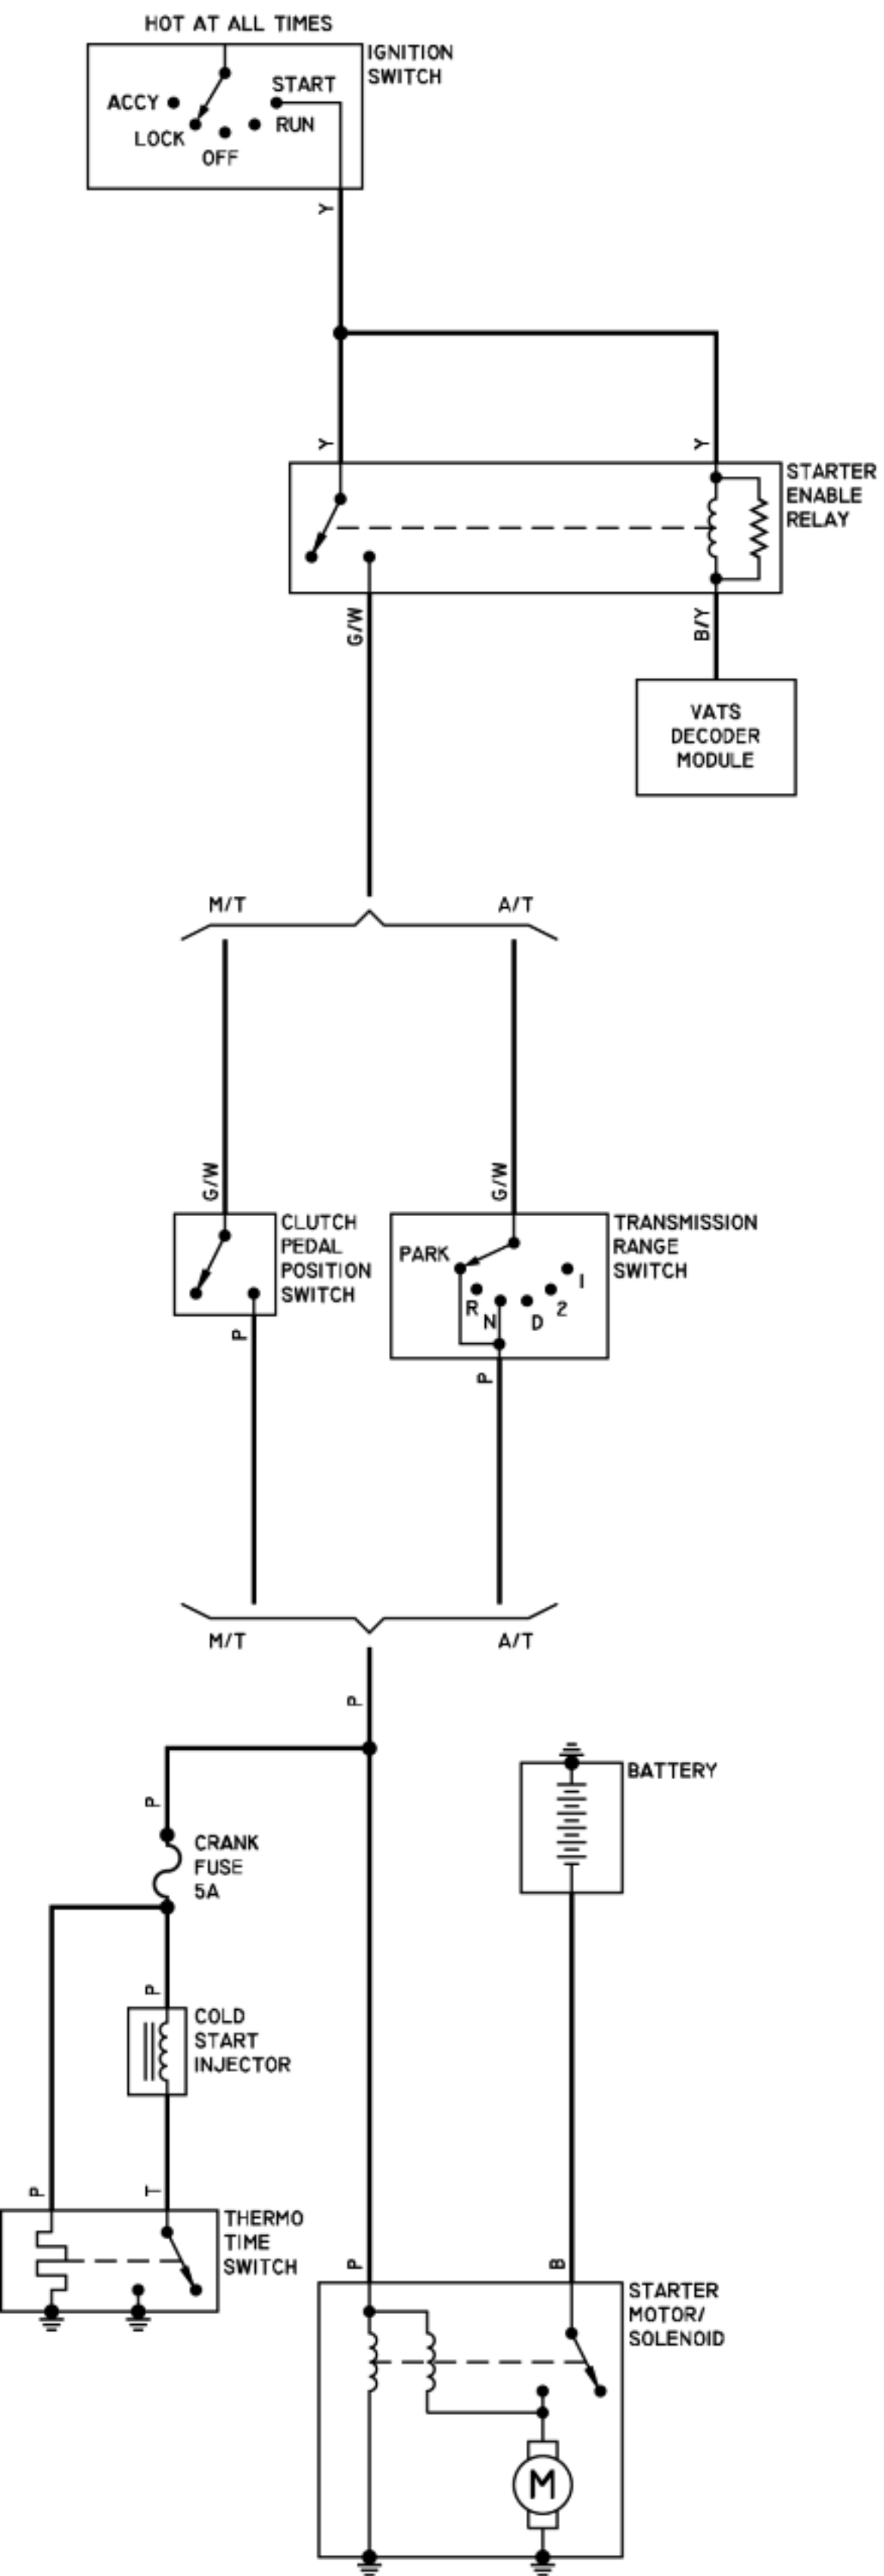 HOT AT ALL TIMES
IGNITION
SWITCH
START
ACCY
RUN
LOCK
OFF
Y
Y
Y
STARTER
ENABLE
RELAY
G/W
B/Y
VATS
DECODER
MODULE
M/T
A/T
G/W
G/W
CLUTCH
PEDAL
POSITION
SWITCH
TRANSMISSION
RANGE
SWITCH
PARK
R
N
D
2
1
P
P
M/T
A/T
P
BATTERY
P
CRANK
FUSE
5A
P
COLD
START
INJECTOR
P
T
THERMO
TIME
SWITCH
P
B
STARTER
MOTOR/
SOLENOID
M